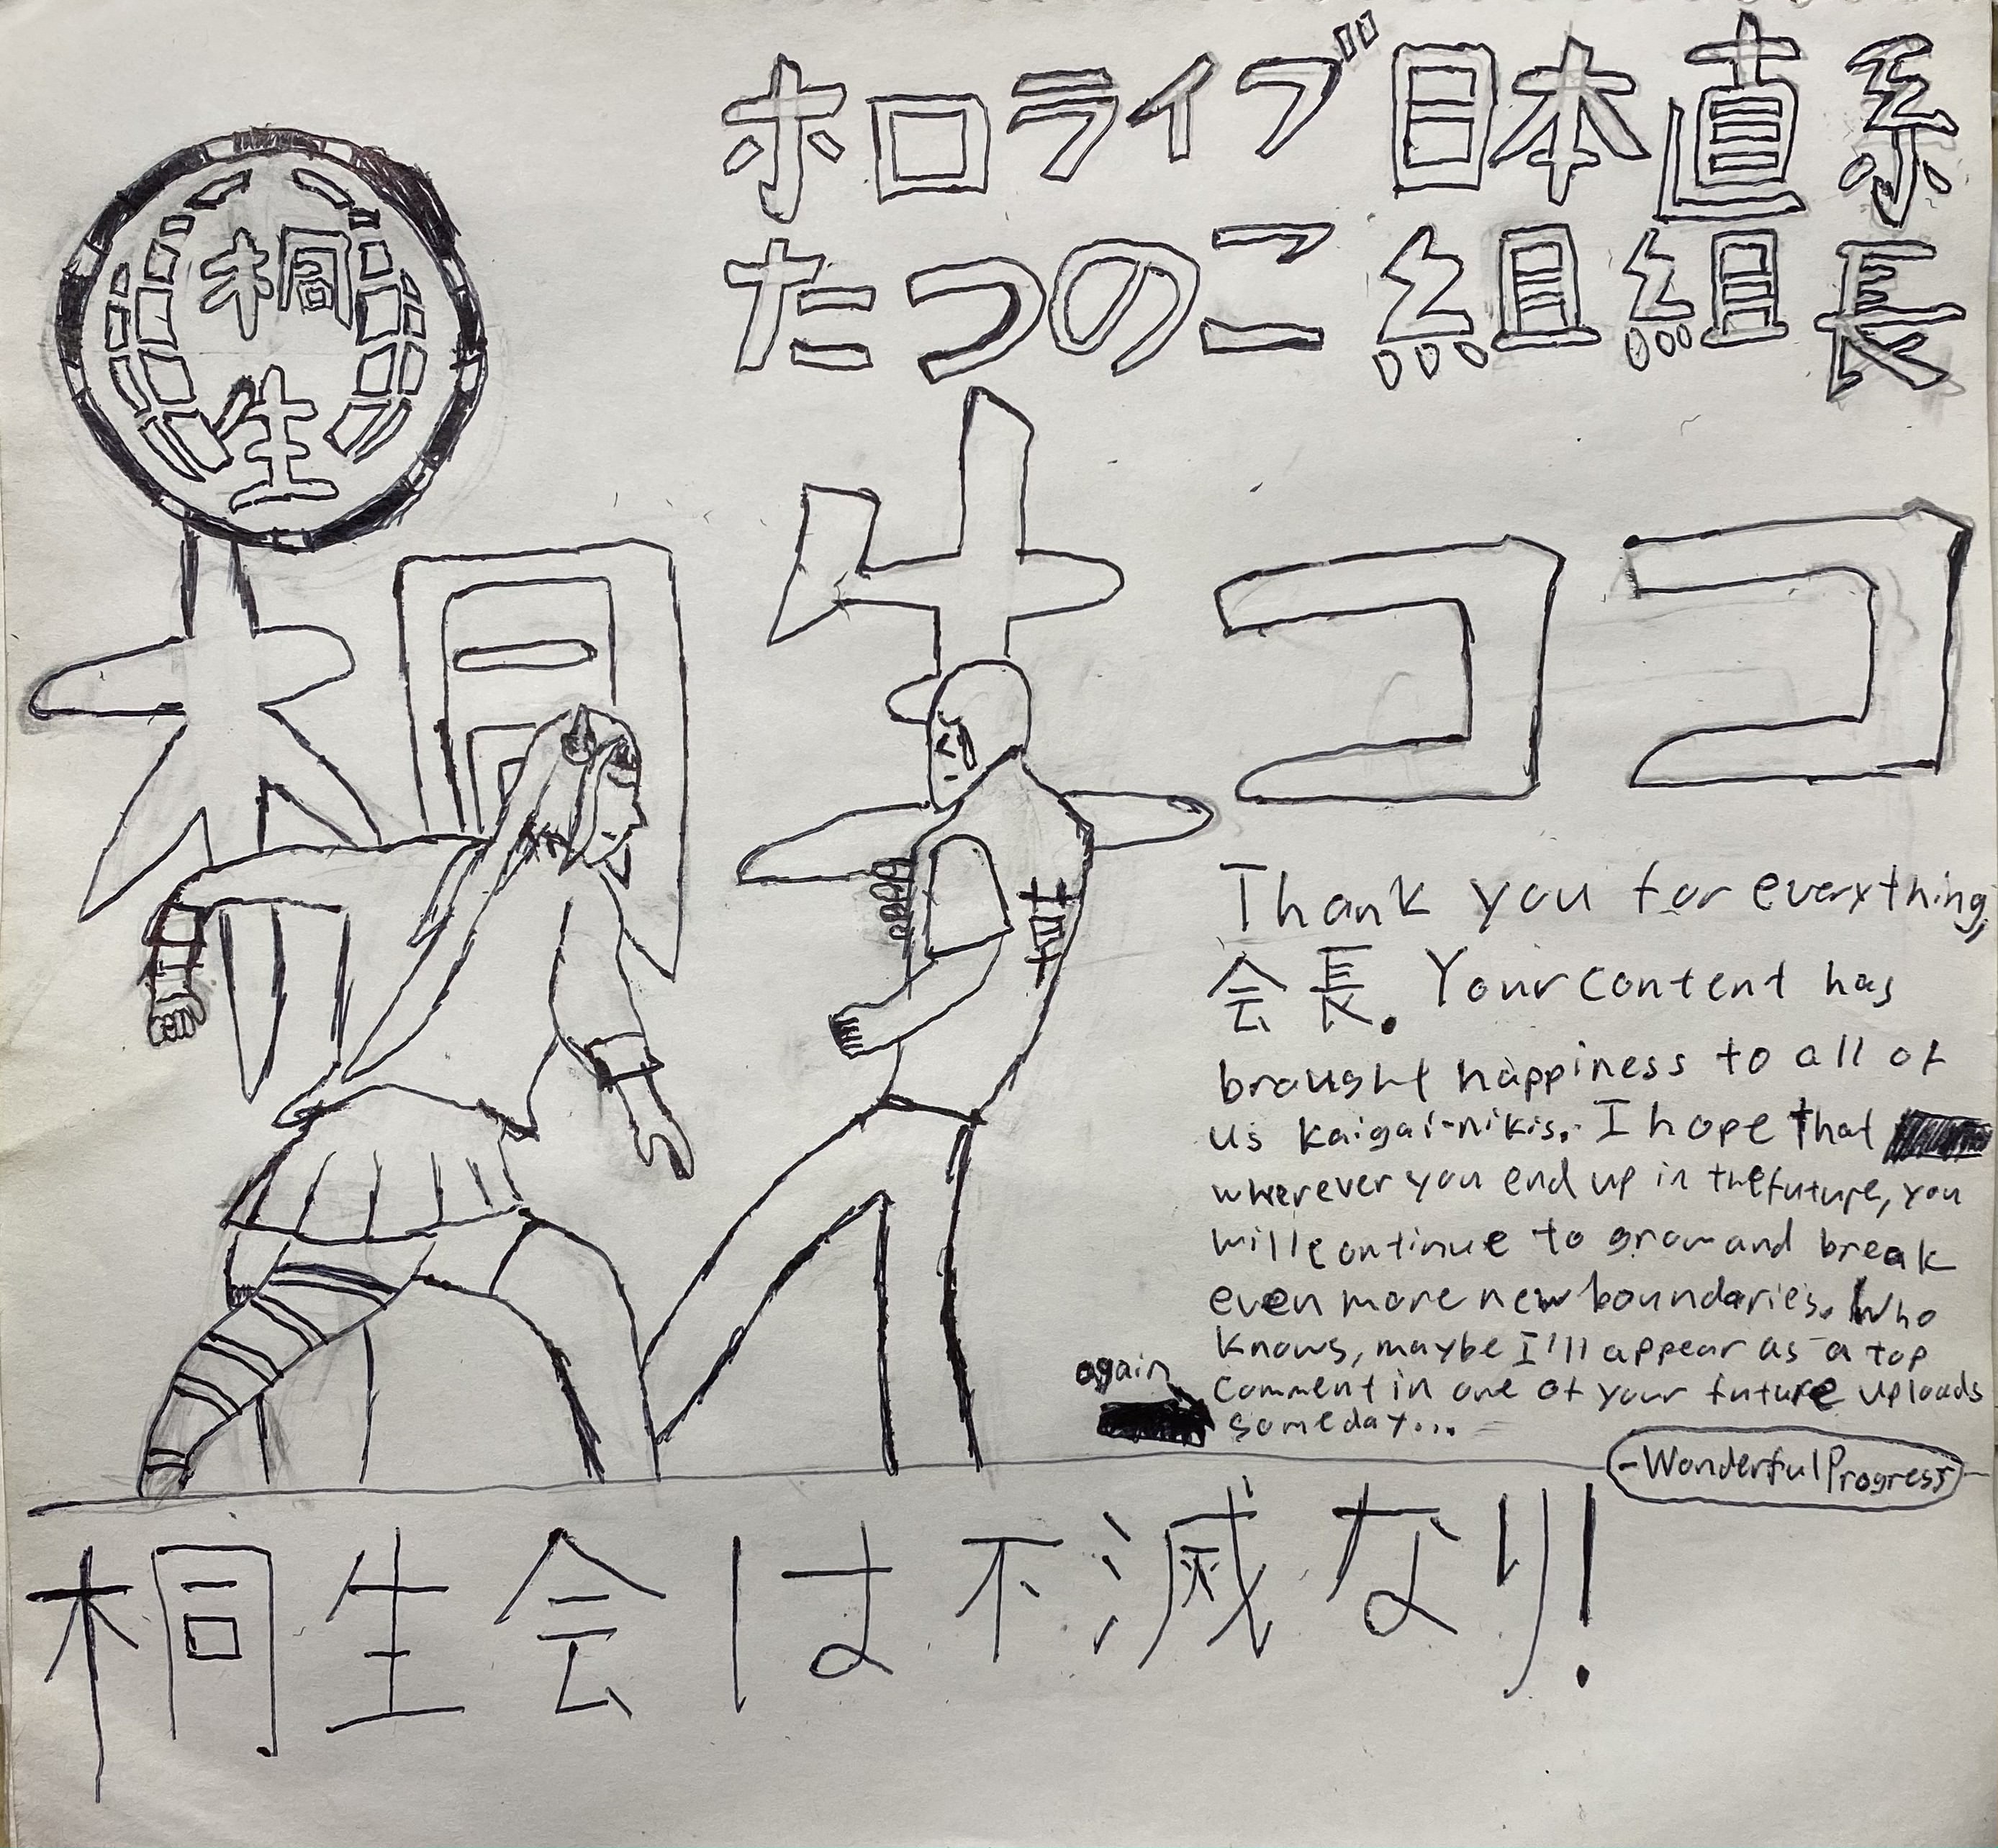 ホロライブ日本直系
たつのこ組組長
桐
生
桐生ココ
草
Thank you for everything,
会長. Your content has
brought happiness to all of
us kaigai-nikis. I hope that
wherever you end up in the future, you
will continue to grow and break
even more new boundaries. Who
knows, maybe I'll appear as a top
comment in one of your future uploads
again
someday...
-WonderfulProgress
桐生会は不滅なり!